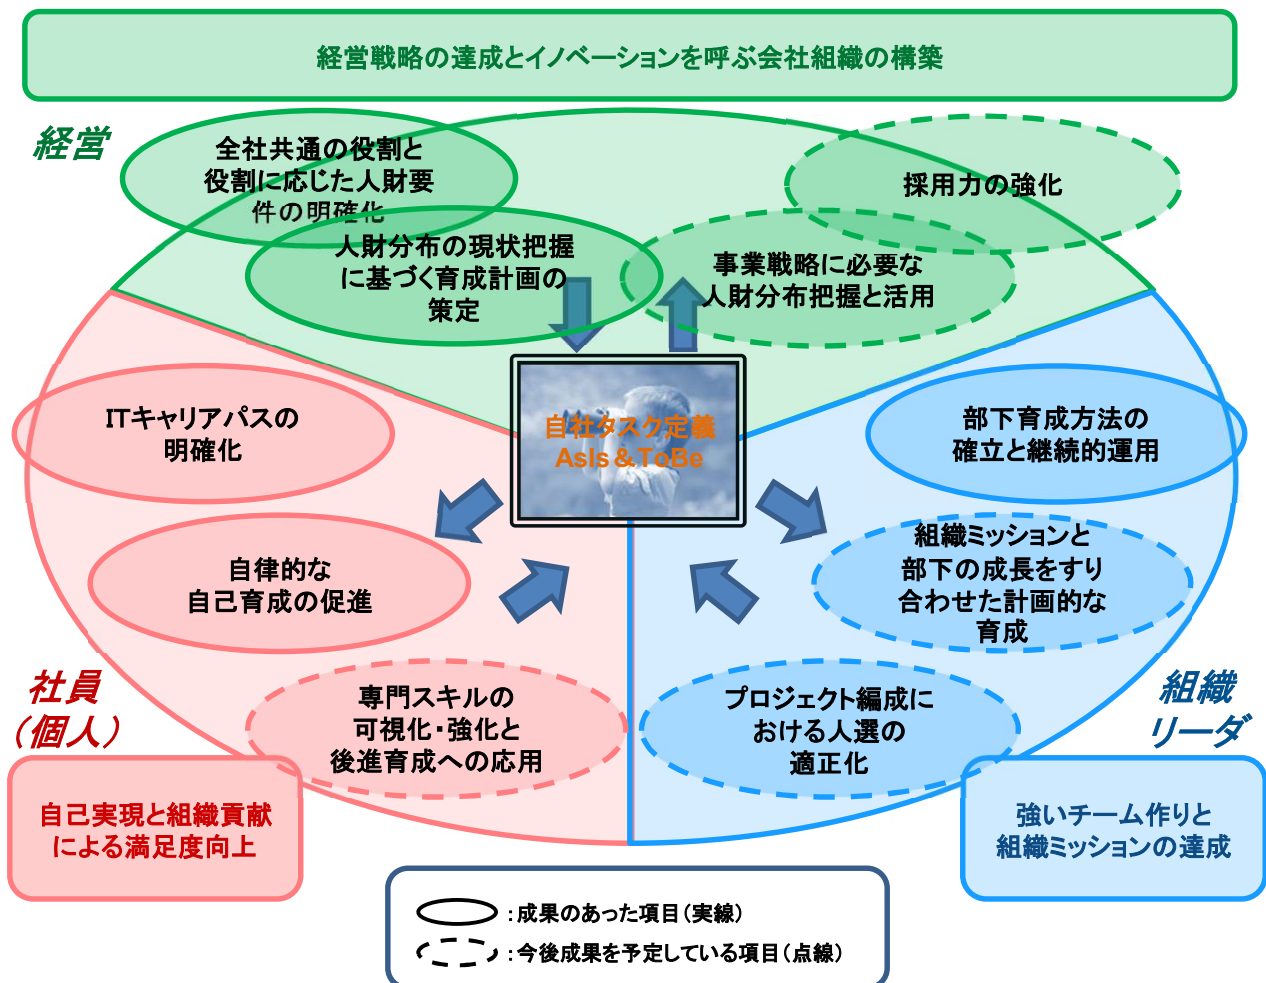 経営戦略の達成とイノベーションを呼ぶ会社組織の構築
経営
全社共通の役割と
役割に応じた人財要
件の明確化
人財分布の現状把握
に基づく育成計画の
策定
採用力の強化
事業戦略に必要な
人財分布把握と活用
自社タスク定義
AsIs＆ToBe
ITキャリアパスの
明確化
自律的な
自己育成の促進
専門スキルの
可視化・強化と
後進育成への応用
部下育成方法の
確立と継続的運用
組織ミッションと
部下の成長をすり
合わせた計画的な
育成
プロジェクト編成に
おける人選の
適正化
社員
（個人）
自己実現と組織貢献
による満足度向上
組織
リーダ
強いチーム作りと
組織ミッションの達成
：成果のあった項目（実線）
：今後成果を予定している項目（点線）